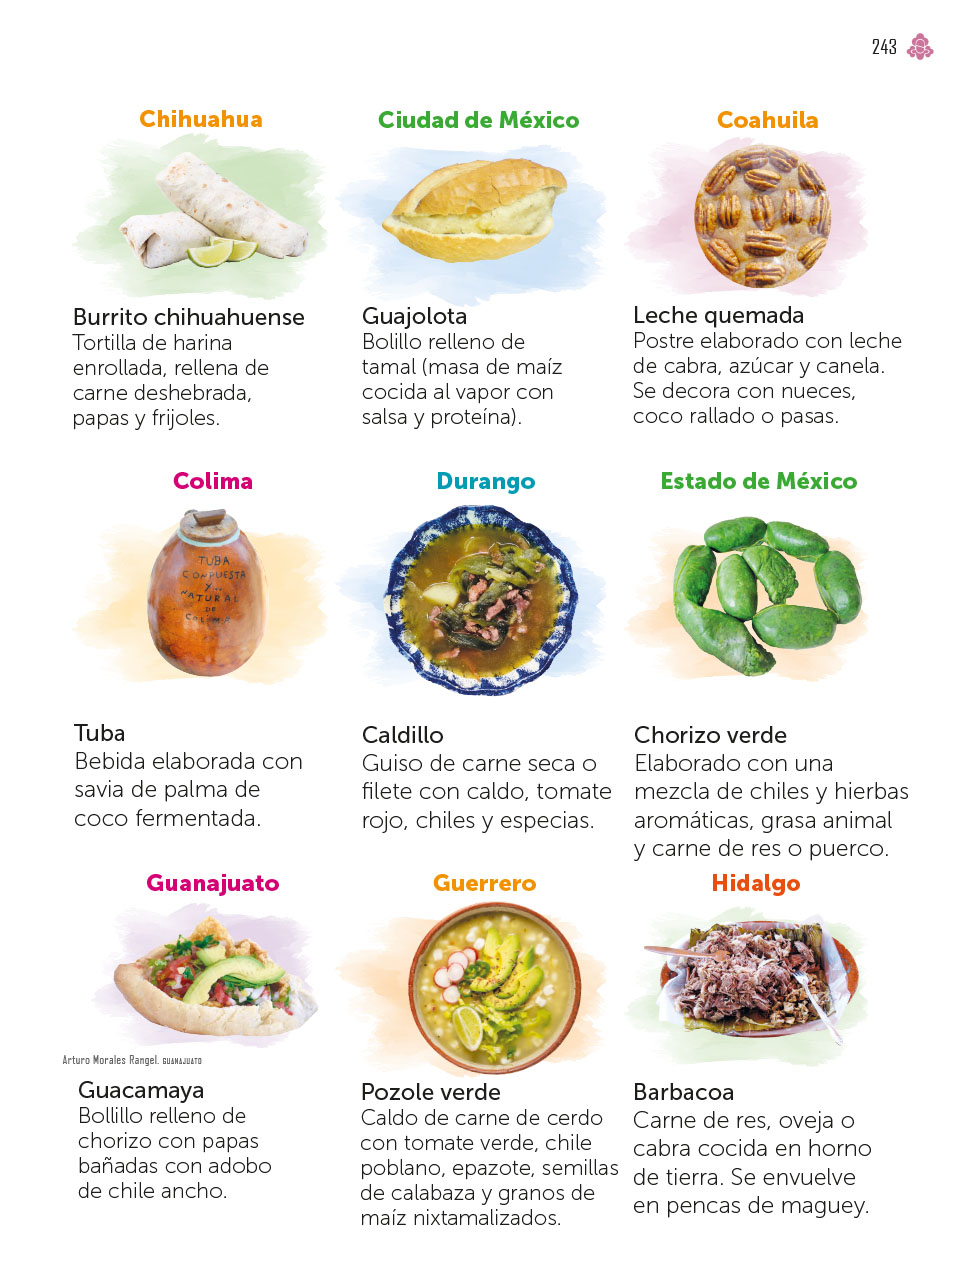 243
Chihuahua
Burrito chihuahuense
Tortilla de harina
enrollada, rellena de
carne deshebrada,
papas y frijoles.
Ciudad de México
Guajolota
Bolillo relleno de
tamal (masa de maíz
cocida al vapor con
salsa y proteína).
Coahuila
Leche quemada
Postre elaborado con leche
de cabra, azúcar y canela.
Se decora con nueces,
coco rallado o pasas.
Colima
TUBA
COMPUESTA
Y..
NATURAL
DE
COLIMA
Tuba
Bebida elaborada con
savia de palma de
coco fermentada.
Durango
Caldillo
Guiso de carne seca o
filete con caldo, tomate
rojo, chiles y especias.
Estado de México
Chorizo verde
Elaborado con una
mezcla de chiles y hierbas
aromáticas, grasa animal
y carne de res o puerco.
Guanajuato
Arturo Morales Rangel. GUANAJUATO
Guacamaya
Bollillo relleno de
chorizo con papas
bañadas con adobo
de chile ancho.
Guerrero
Pozole verde
Caldo de carne de cerdo
con tomate verde, chile
poblano, epazote, semillas
de calabaza y granos de
maíz nixtamalizados.
Hidalgo
Barbacoa
Carne de res, oveja o
cabra cocida en horno
de tierra. Se envuelve
en pencas de maguey.